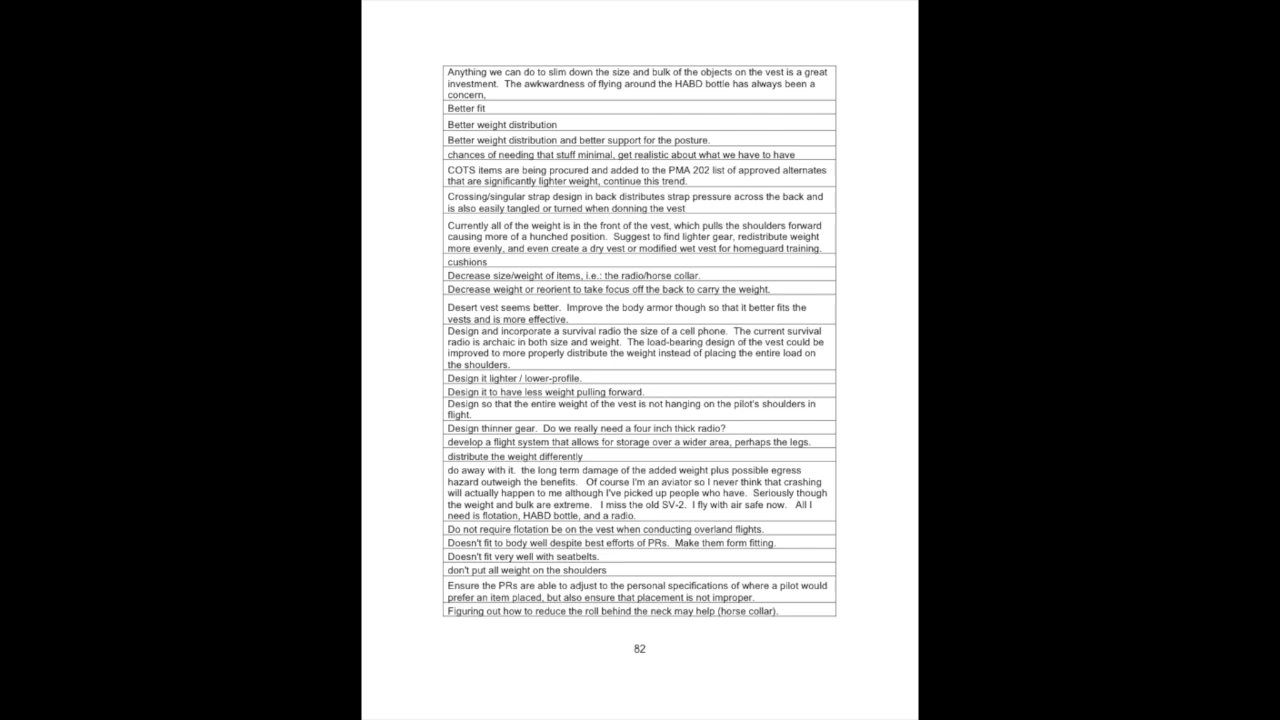 Anything we can do to slim down the size and bulk of the objects on the vest is a great
investment.  The awkwardness of flying around the HABD bottle has always been a
concern,
Better fit
Better weight distribution
Better weight distribution and better support for the posture.
chances of needing that stuff minimal, get realistic about what we have to have
COTS items are being procured and added to the PMA 202 list of approved alternates
that are significantly lighter weight, continue this trend.
Crossing/singular strap design in back distributes strap pressure across the back and
is also easily tangled or turned when donning the vest
Currently all of the weight is in the front of the vest, which pulls the shoulders forward
causing more of a hunched position.  Suggest to find lighter gear, redistribute weight
more evenly, and even create a dry vest or modified wet vest for homeguard training.
cushions
Decrease size/weight of items, i.e.: the radio/horse collar.
Decrease weight or reorient to take focus off the back to carry the weight.
Desert vest seems better.  Improve the body armor though so that it better fits the
vests and is more effective.
Design and incorporate a survival radio the size of a cell phone.  The current survival
radio is archaic in both size and weight.  The load-bearing design of the vest could be
improved to more properly distribute the weight instead of placing the entire load on
the shoulders.
Design it lighter / lower-profile.
Design it to have less weight pulling forward.
Design so that the entire weight of the vest is not hanging on the pilot's shoulders in
flight.
Design thinner gear.  Do we really need a four inch thick radio?
develop a flight system that allows for storage over a wider area, perhaps the legs.
distribute the weight differently
do away with it.  the long term damage of the added weight plus possible egress
hazard outweigh the benefits.   Of course I'm an aviator so I never think that crashing
will actually happen to me although I've picked up people who have.  Seriously though
the weight and bulk are extreme.   I miss the old SV-2.  I fly with air safe now.   All I
need is flotation, HABD bottle, and a radio.
Do not require flotation be on the vest when conducting overland flights.
Doesn't fit to body well despite best efforts of PRs.  Make them form fitting.
Doesn't fit very well with seatbelts.
don't put all weight on the shoulders
Ensure the PRs are able to adjust to the personal specifications of where a pilot would
prefer an item placed, but also ensure that placement is not improper.
Figuring out how to reduce the roll behind the neck may help (horse collar).
82